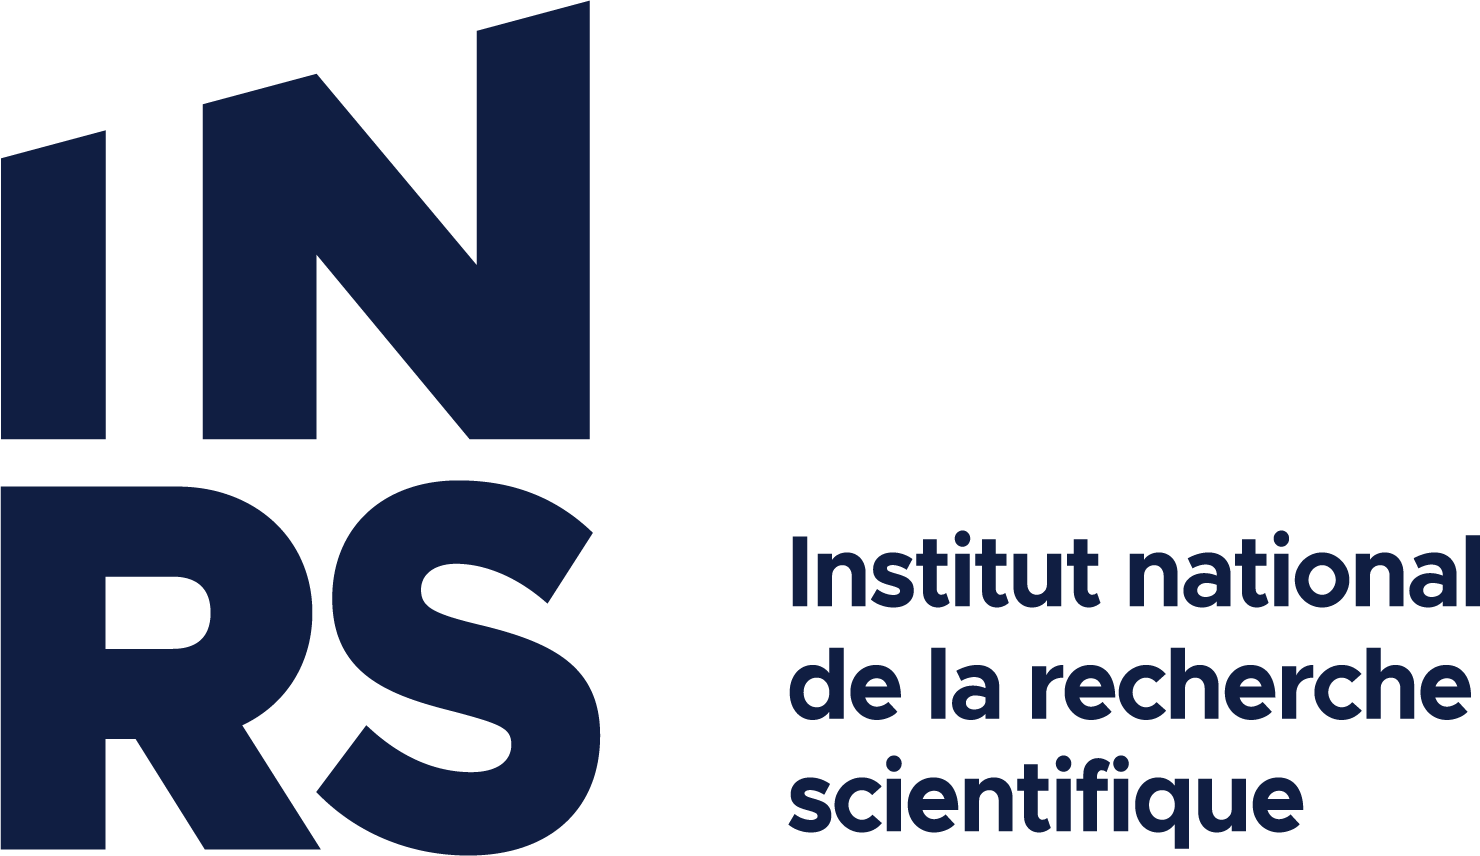 IN
RS
Institut national
de la recherche
scientifique